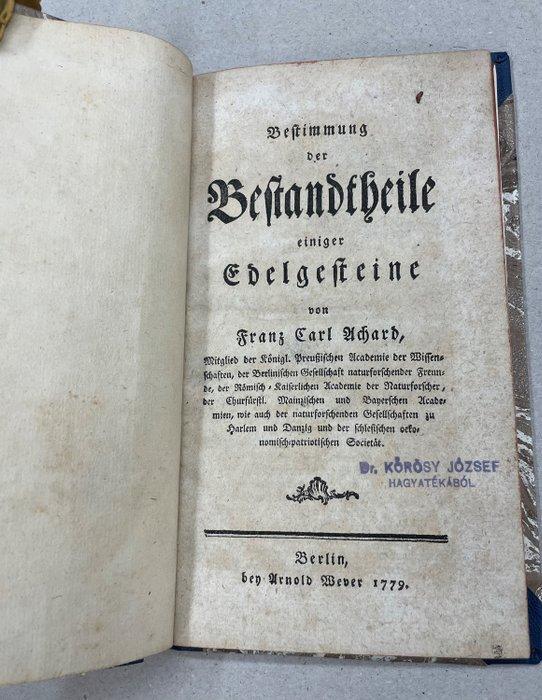 Bestimmung
der
Bestandtheile
einiger
Edelgesteine
von
Franz Carl Achard,
Mitglied der Königl. Preußischen Academie der Wissen-
schaften, der Berlinischen Gesellschaft naturforschender Freun-
de, der Römisch-Kaiserlichen Academie der Naturforscher,
der Churfürstl. Mainzischen und Bayerschen Acade-
mien, wie auch der naturforschenden Gesellschaften zu
Harlem und Danzig und der schlesischen oeko-
nomisch-patriotischen Societät.
Dr. KŐRÖSY JÓZSEF
HAGYATÉKÁBÓL
Berlin,
bey Arnold Wever 1779.